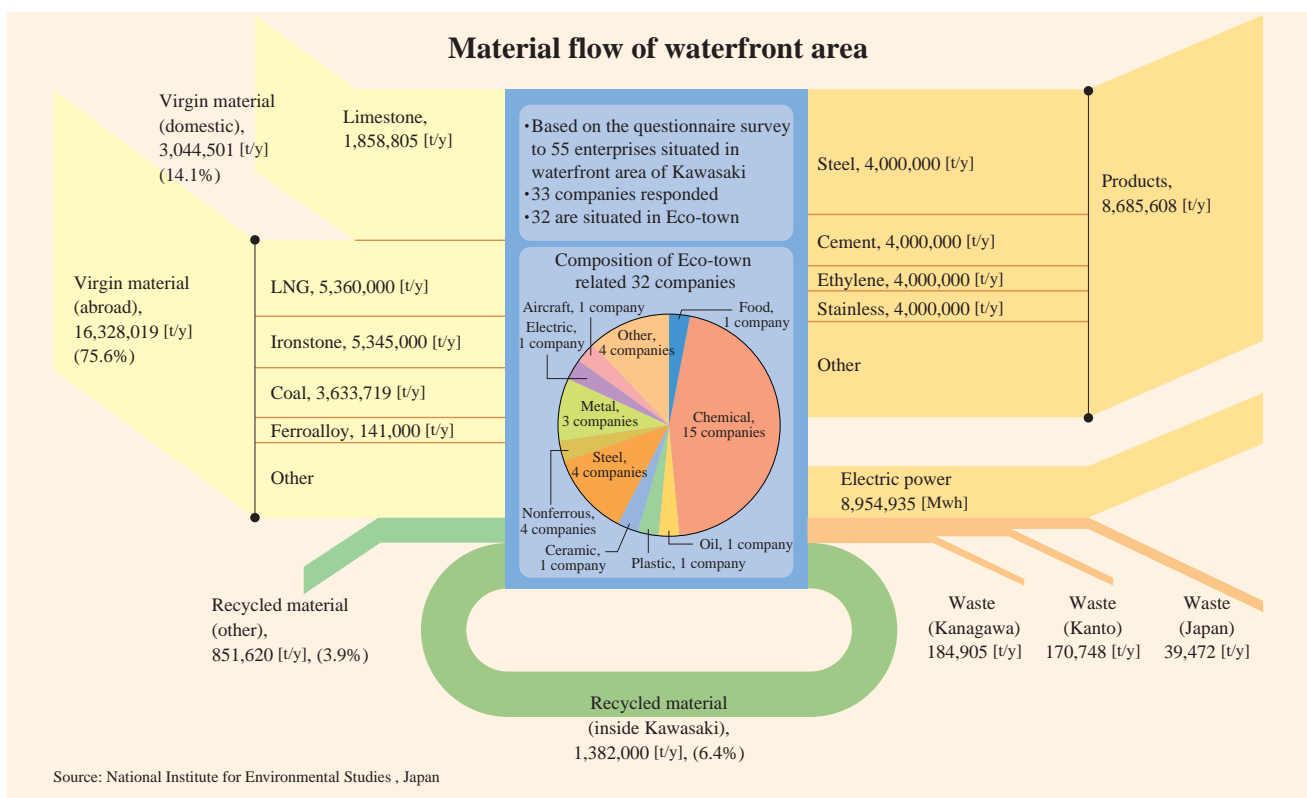 Material flow of waterfront area
Virgin material
(domestic),
3,044,501 [t/y]
(14.1%)
Limestone,
1,858,805 [t/y]
Virgin material
(abroad),
16,328,019 [t/y]
(75.6%)
LNG, 5,360,000 [t/y]
Ironstone, 5,345,000 [t/y]
Coal, 3,633,719 [t/y]
Ferroalloy, 141,000 [t/y]
Other
・Based on the questionnaire survey
to 55 enterprises situated in
waterfront area of Kawasaki
・33 companies responded
・32 are situated in Eco-town
Composition of Eco-town
related 32 companies
Aircraft, 1 company
Electric,
1 company
Other,
4 companies
Food,
1 company
Metal,
3 companies
Chemical,
15 companies
Steel,
4 companies
Nonferrous,
4 companies
Ceramic,
1 company
Plastic, 1 company
Oil, 1 company
Steel, 4,000,000 [t/y]
Cement, 4,000,000 [t/y]
Ethylene, 4,000,000 [t/y]
Stainless, 4,000,000 [t/y]
Other
Products,
8,685,608 [t/y]
Electric power
8,954,935 [Mwh]
Recycled material
(other),
851,620 [t/y], (3.9%)
Waste
(Kanagawa)
184,905 [t/y]
Waste
(Kanto)
170,748 [t/y]
Waste
(Japan)
39,472 [t/y]
Recycled material
(inside Kawasaki),
1,382,000 [t/y], (6.4%)
Source: National Institute for Environmental Studies , Japan